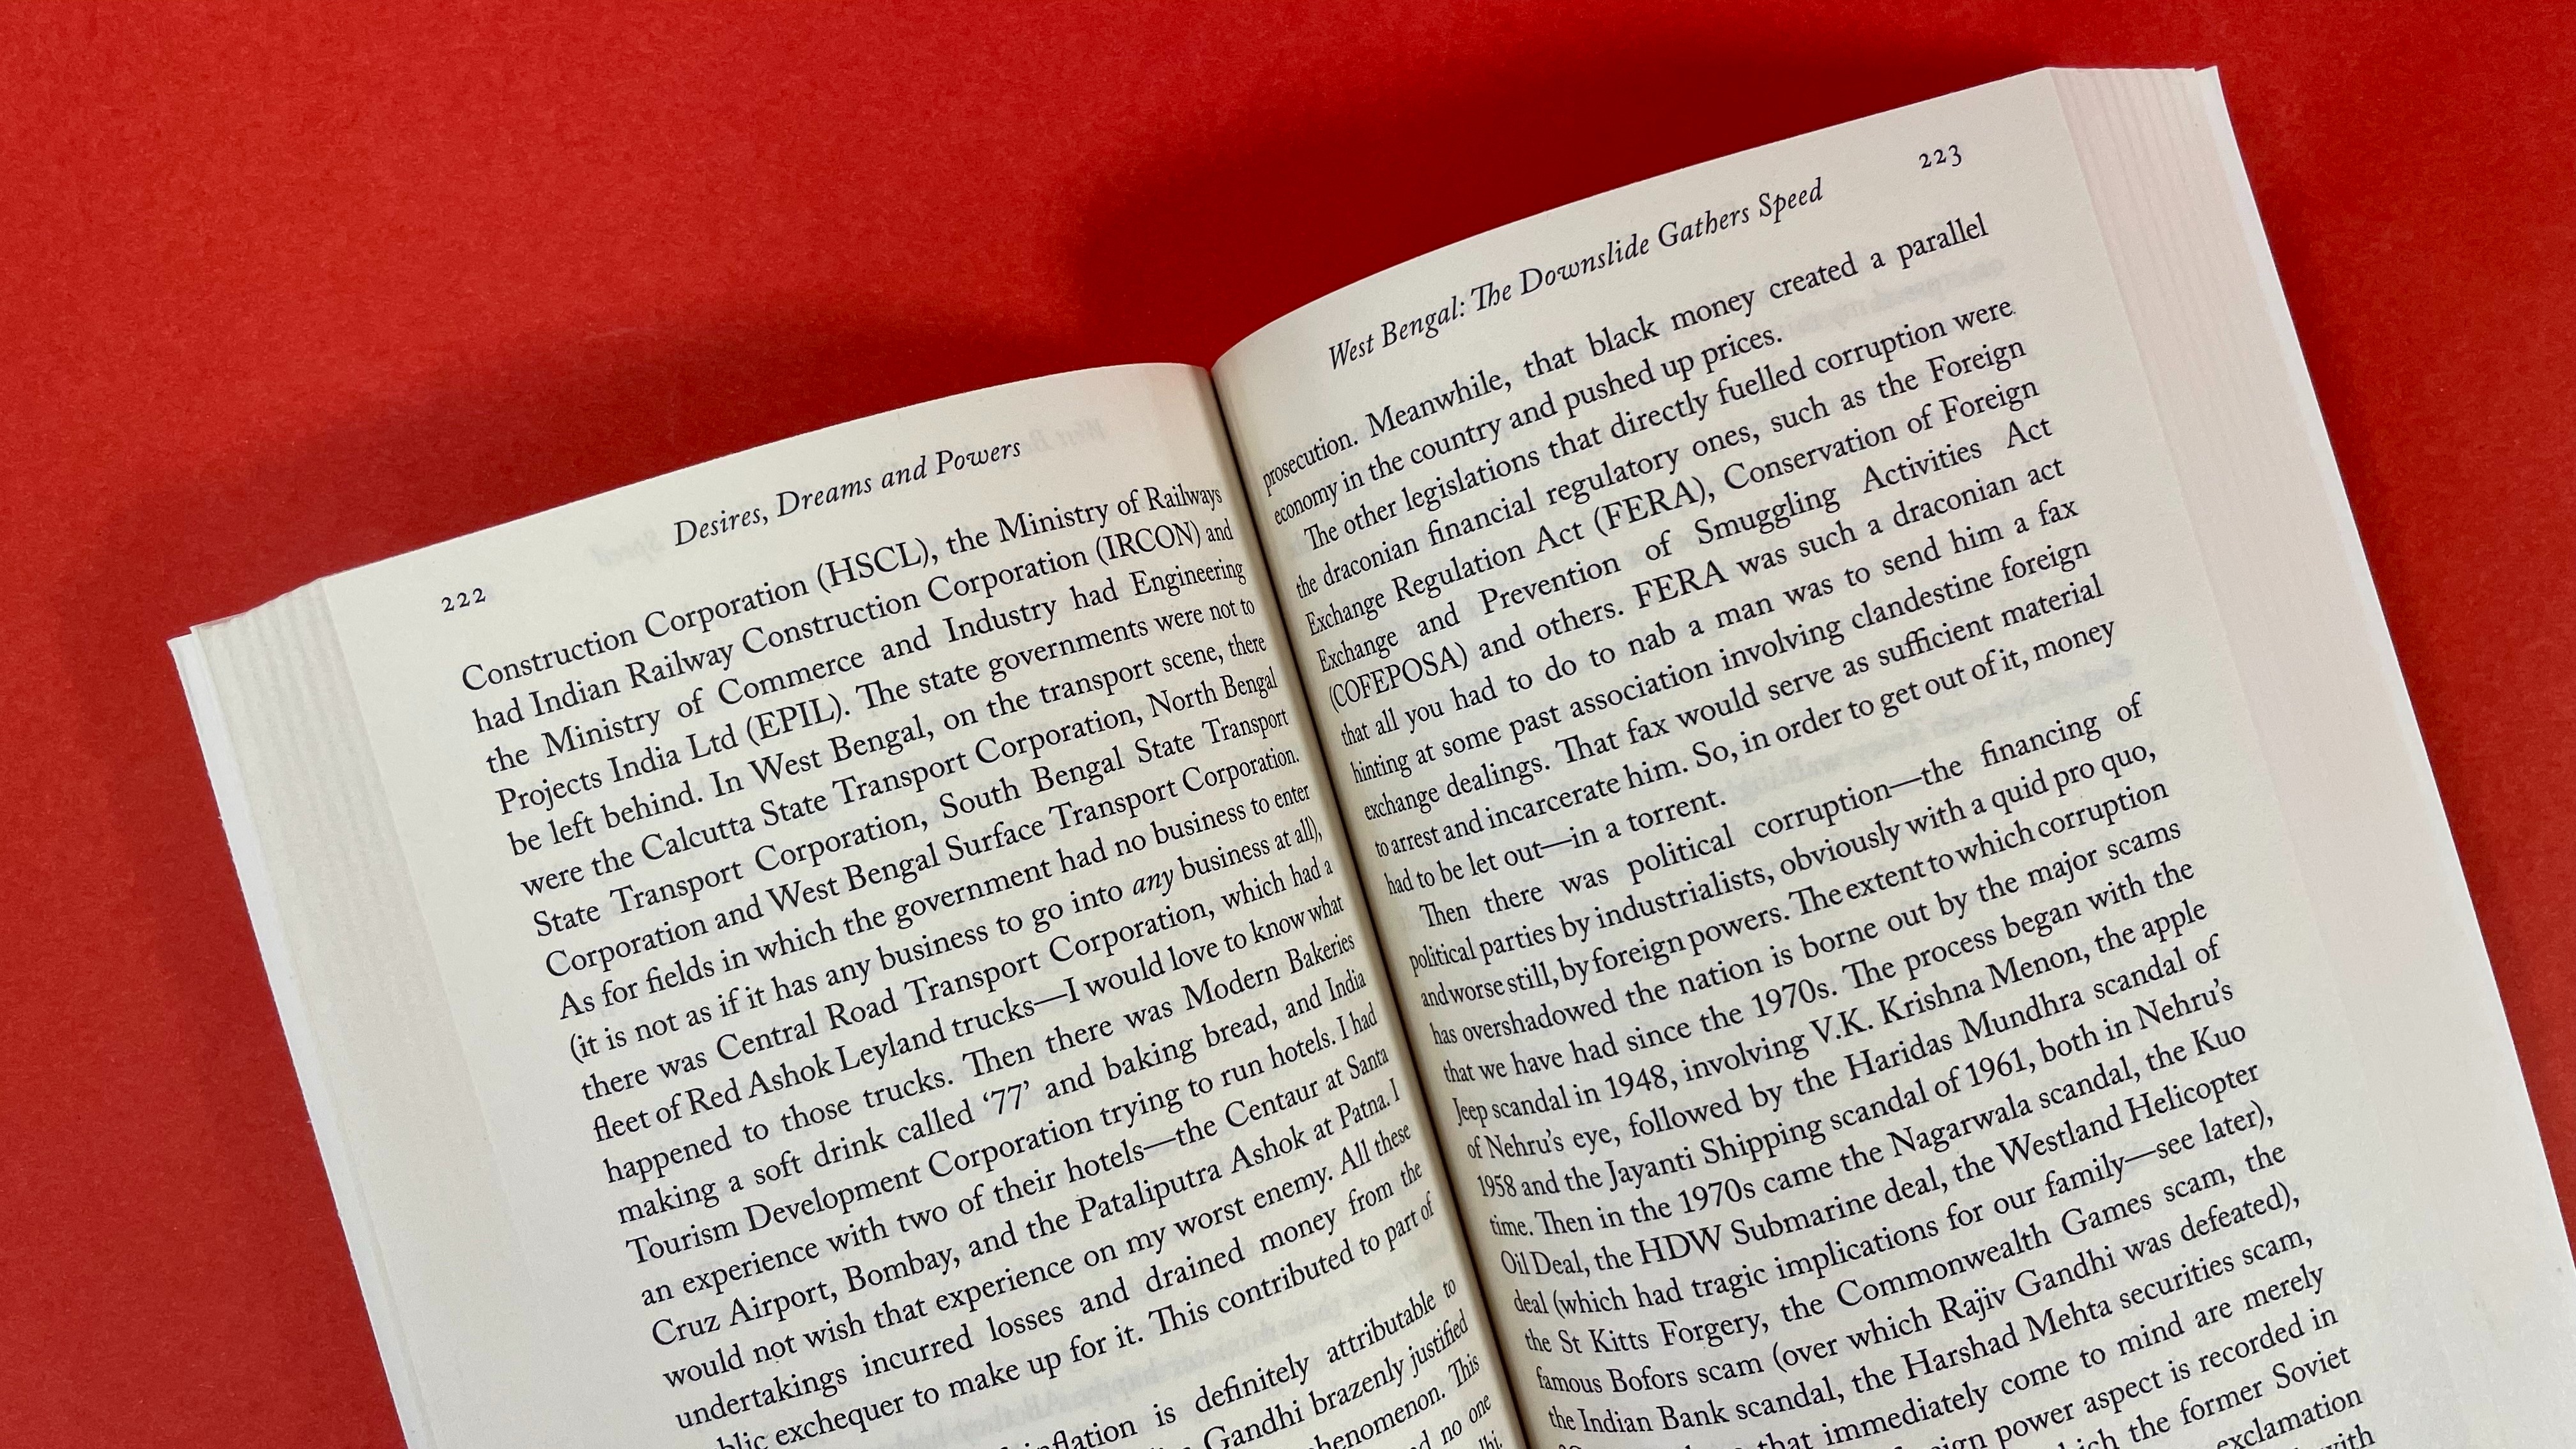 222
Desires, Dreams and Powers
Construction Corporation (HSCL), the Ministry of Railways
had Indian Railway Construction Corporation (IRCON) and
the Ministry of Commerce and Industry had Engineering
Projects India Ltd (EPIL). The state governments were not to
be left behind. In West Bengal, on the transport scene, there
were the Calcutta State Transport Corporation, North Bengal
State Transport Corporation, South Bengal State Transport
Corporation and West Bengal Surface Transport Corporation.
As for fields in which the government had no business to enter
(it is not as if it has any business to go into any business at all),
there was Central Road Transport Corporation, which had a
fleet of Red Ashok Leyland trucks—I would love to know what
happened to those trucks. Then there was Modern Bakeries
making a soft drink called ‘77’ and baking bread, and India
Tourism Development Corporation trying to run hotels. I had
an experience with two of their hotels—the Centaur at Santa
Cruz Airport, Bombay, and the Pataliputra Ashok at Patna. I
would not wish that experience on my worst enemy. All these
undertakings incurred losses and drained money from the
exchequer to make up for it. This contributed to part of
inflation is definitely attributable to
Gandhi brazenly justified
phenomenon. This
no one
West Bengal: The Downslide Gathers Speed
223
prosecution. Meanwhile, that black money created a parallel
economy in the country and pushed up prices.
The other legislations that directly fuelled corruption were
the draconian financial regulatory ones, such as the Foreign
Exchange Regulation Act (FERA), Conservation of Foreign
Exchange and Prevention of Smuggling Activities Act
(COFEPOSA) and others. FERA was such a draconian act
that all you had to do to nab a man was to send him a fax
hinting at some past association involving clandestine foreign
exchange dealings. That fax would serve as sufficient material
to arrest and incarcerate him. So, in order to get out of it, money
had to be let out—in a torrent.
Then there was political corruption—the financing of
political parties by industrialists, obviously with a quid pro quo,
and worse still, by foreign powers. The extent to which corruption
has overshadowed the nation is borne out by the major scams
that we have had since the 1970s. The process began with the
Jeep scandal in 1948, involving V.K. Krishna Menon, the apple
of Nehru’s eye, followed by the Haridas Mundhra scandal of
1958 and the Jayanti Shipping scandal of 1961, both in Nehru’s
time. Then in the 1970s came the Nagarwala scandal, the Kuo
Oil Deal, the HDW Submarine deal, the Westland Helicopter
deal (which had tragic implications for our family—see later),
the St Kitts Forgery, the Commonwealth Games scam, the
famous Bofors scam (over which Rajiv Gandhi was defeated),
the Indian Bank scandal, the Harshad Mehta securities scam,
that immediately come to mind are merely
power aspect is recorded in
the former Soviet
exclamation
with